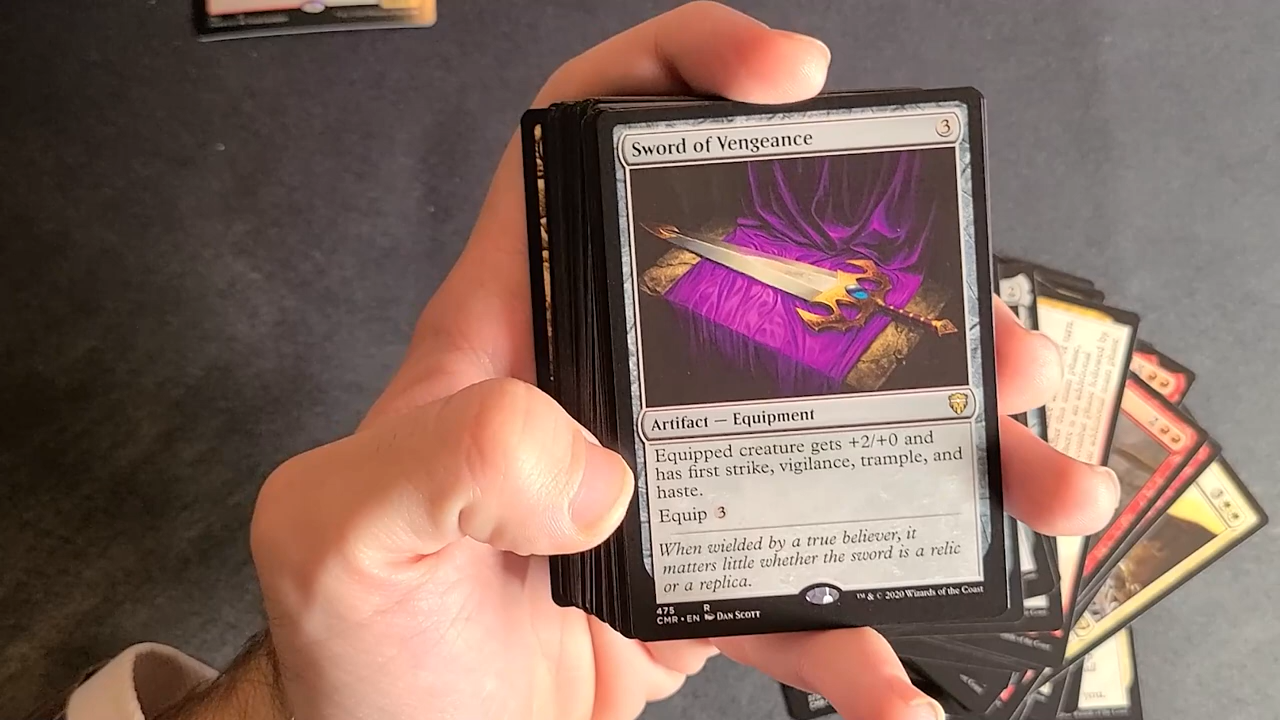 Sword of Vengeance 3
Artifact — Equipment
Equipped creature gets +2/+0 and
has first strike, vigilance, trample, and
haste.
Equip 3
When wielded by a true believer, it
matters little whether the sword is a relic
or a replica.
475 R
CMR • EN DAN SCOTT
™ & © 2020 Wizards of the Coast